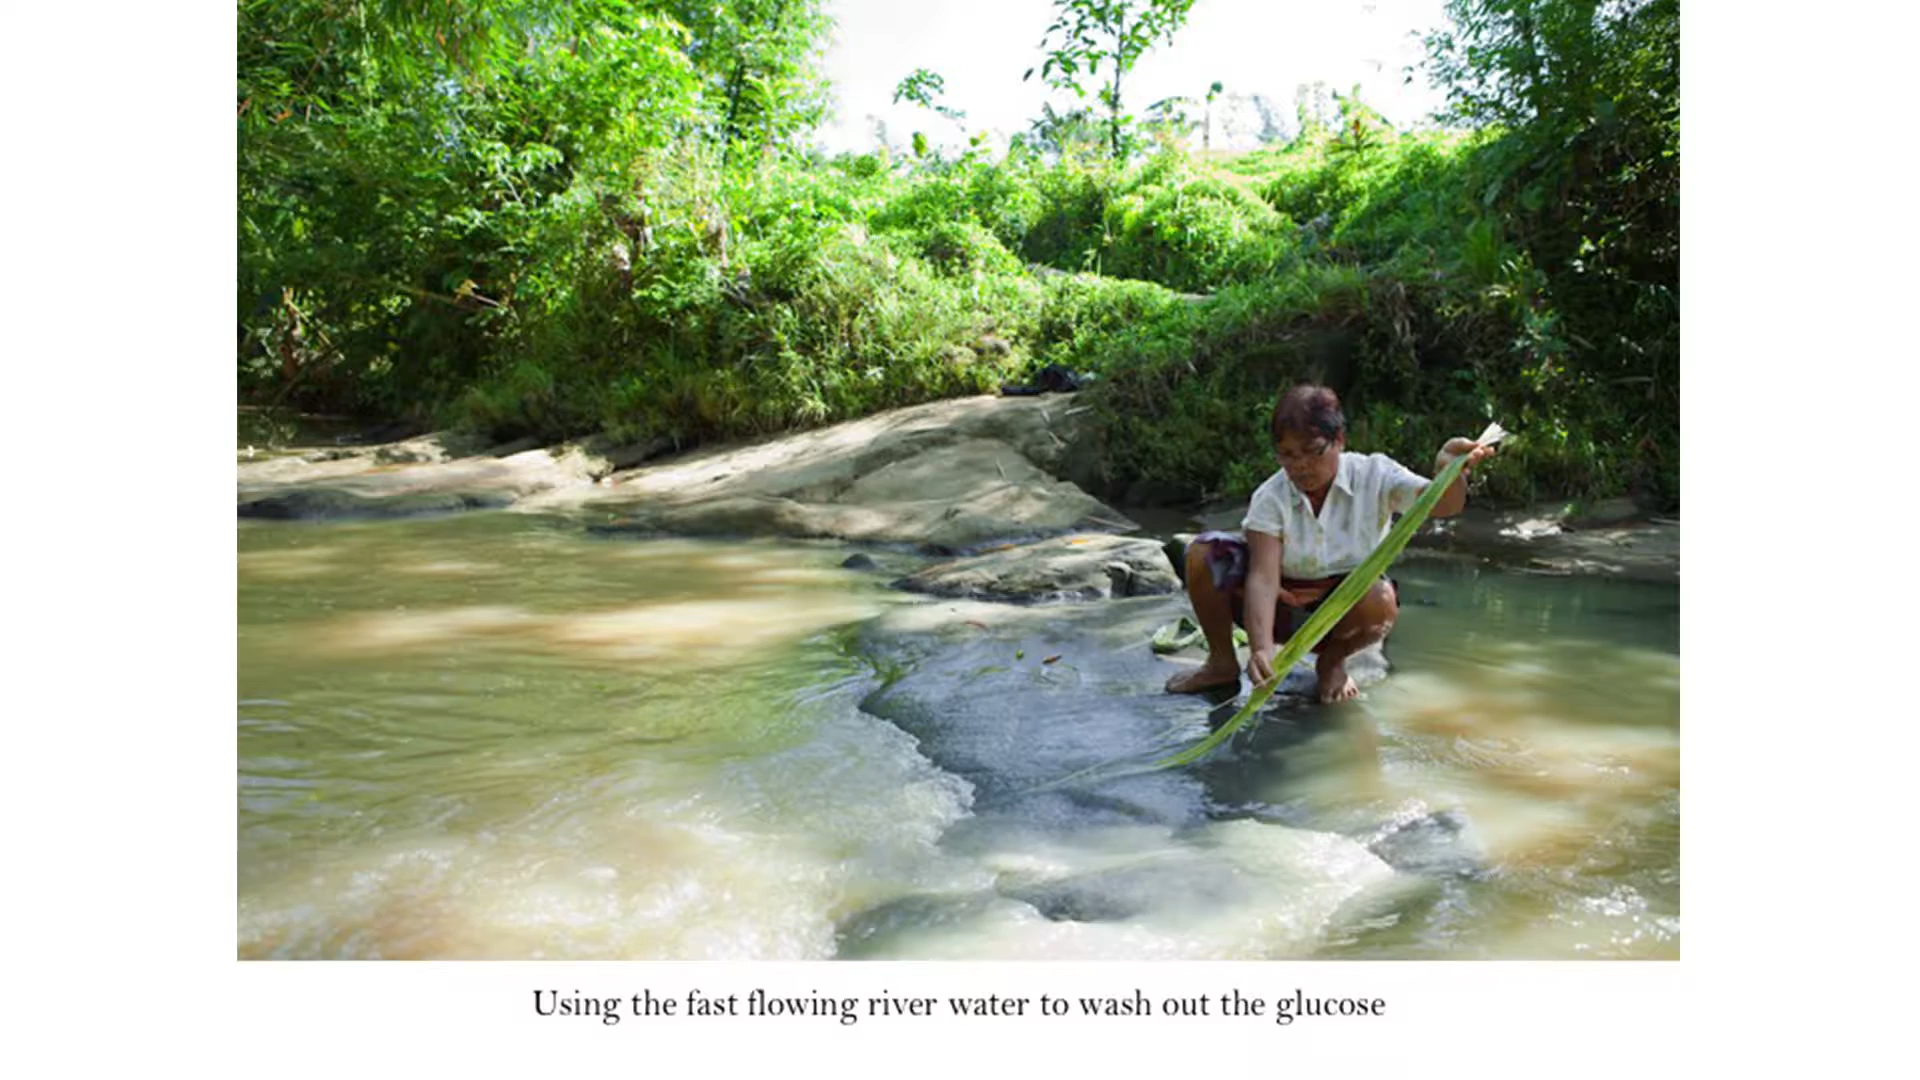 Using the fast flowing river water to wash out the glucose